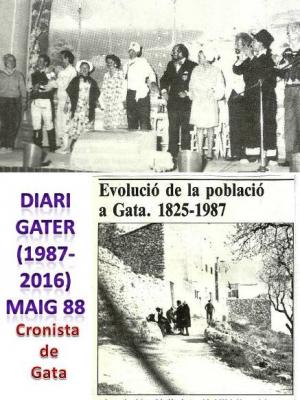 Evolució de la població
a Gata. 1825-1987
DIARI
GATER
(1987-
2016)
MAIG 88
Cronista
de
Gata